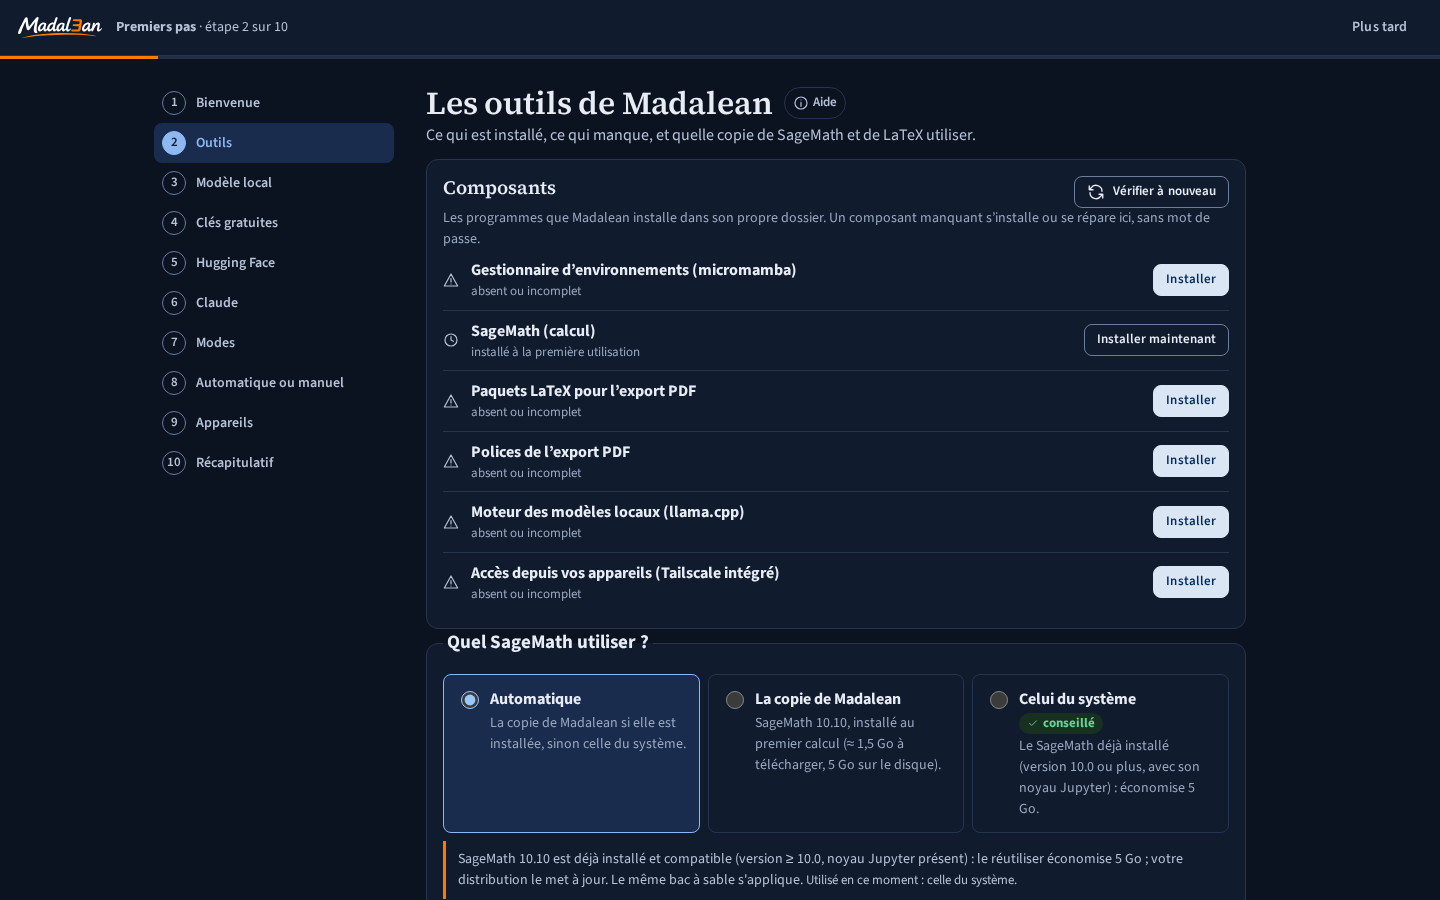 Madalean
Premiers pas · étape 2 sur 10
Plus tard
1 Bienvenue
2 Outils
3 Modèle local
4 Clés gratuites
5 Hugging Face
6 Claude
7 Modes
8 Automatique ou manuel
9 Appareils
10 Récapitulatif
Les outils de Madalean
Aide
Ce qui est installé, ce qui manque, et quelle copie de SageMath et de LaTeX utiliser.
Composants
Vérifier à nouveau
Les programmes que Madalean installe dans son propre dossier. Un composant manquant s’installe ou se répare ici, sans mot de
passe.
Gestionnaire d’environnements (micromamba)
absent ou incomplet
Installer
SageMath (calcul)
installé à la première utilisation
Installer maintenant
Paquets LaTeX pour l’export PDF
absent ou incomplet
Installer
Polices de l’export PDF
absent ou incomplet
Installer
Moteur des modèles locaux (llama.cpp)
absent ou incomplet
Installer
Accès depuis vos appareils (Tailscale intégré)
absent ou incomplet
Installer
Quel SageMath utiliser ?
Automatique
La copie de Madalean si elle est
installée, sinon celle du système.
La copie de Madalean
SageMath 10.10, installé au
premier calcul (≈ 1,5 Go à
télécharger, 5 Go sur le disque).
Celui du système
✓ conseillé
Le SageMath déjà installé
(version 10.0 ou plus, avec son
noyau Jupyter) : économise 5
Go.
SageMath 10.10 est déjà installé et compatible (version ≥ 10.0, noyau Jupyter présent) : le réutiliser économise 5 Go ; votre
distribution le met à jour. Le même bac à sable s'applique. Utilisé en ce moment : celle du système.